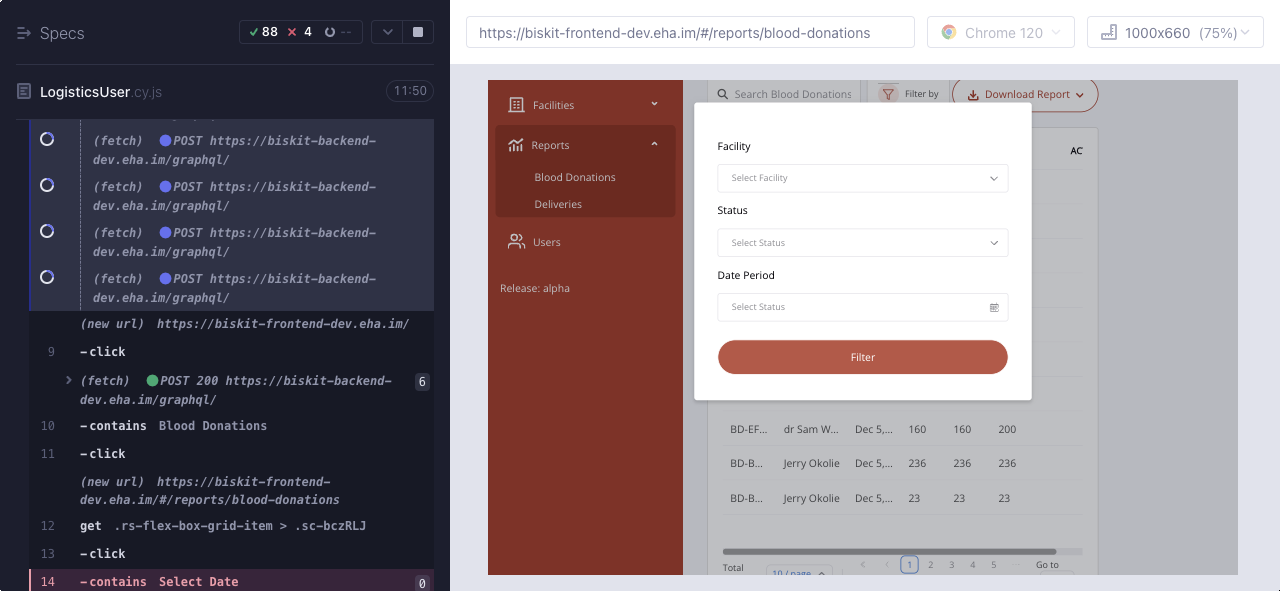 Specs
88 4 --
LogisticsUser.cy.js
11:50
(fetch) POST https://biskit-backend-
dev.eha.im/graphql/
(fetch) POST https://biskit-backend-
dev.eha.im/graphql/
(fetch) POST https://biskit-backend-
dev.eha.im/graphql/
(fetch) POST https://biskit-backend-
dev.eha.im/graphql/
(new url) https://biskit-frontend-dev.eha.im/
9 -click
(fetch) POST 200 https://biskit-backend-
dev.eha.im/graphql/
6
10 -contains Blood Donations
11 -click
(new url) https://biskit-frontend-
dev.eha.im/#/reports/blood-donations
12 get .rs-flex-box-grid-item > .sc-bczRLJ
13 -click
14 -contains Select Date 0
https://biskit-frontend-dev.eha.im/#/reports/blood-donations
Chrome 120
1000x660 (75%)
Facilities
Reports
Blood Donations
Deliveries
Users
Release: alpha
Search Blood Donations
Filter by
Download Report
AC
Facility
Select Facility
Status
Select Status
Date Period
Select Status
Filter
BD-EF... dr Sam W... Dec 5,... 160 160 200
BD-B... Jerry Okolie Dec 5,... 236 236 236
BD-B... Jerry Okolie Dec 5,... 23 23 23
Total
10 / page
1 2 3 4 5 ...
Go to